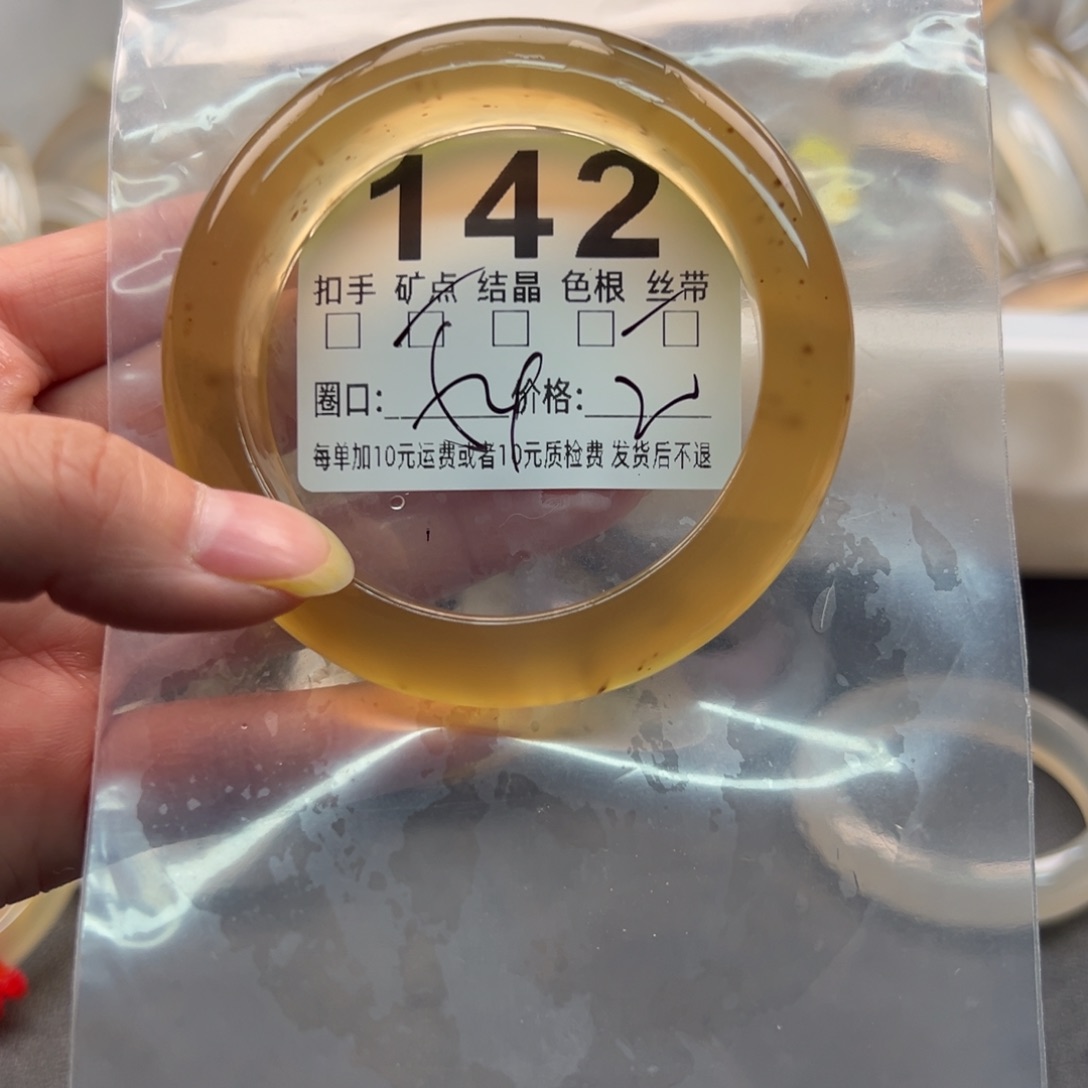 142
扣手 矿点 结晶 色根 丝带
圈口: 价格:
每单加10元运费或者10元质检费 发货后不退